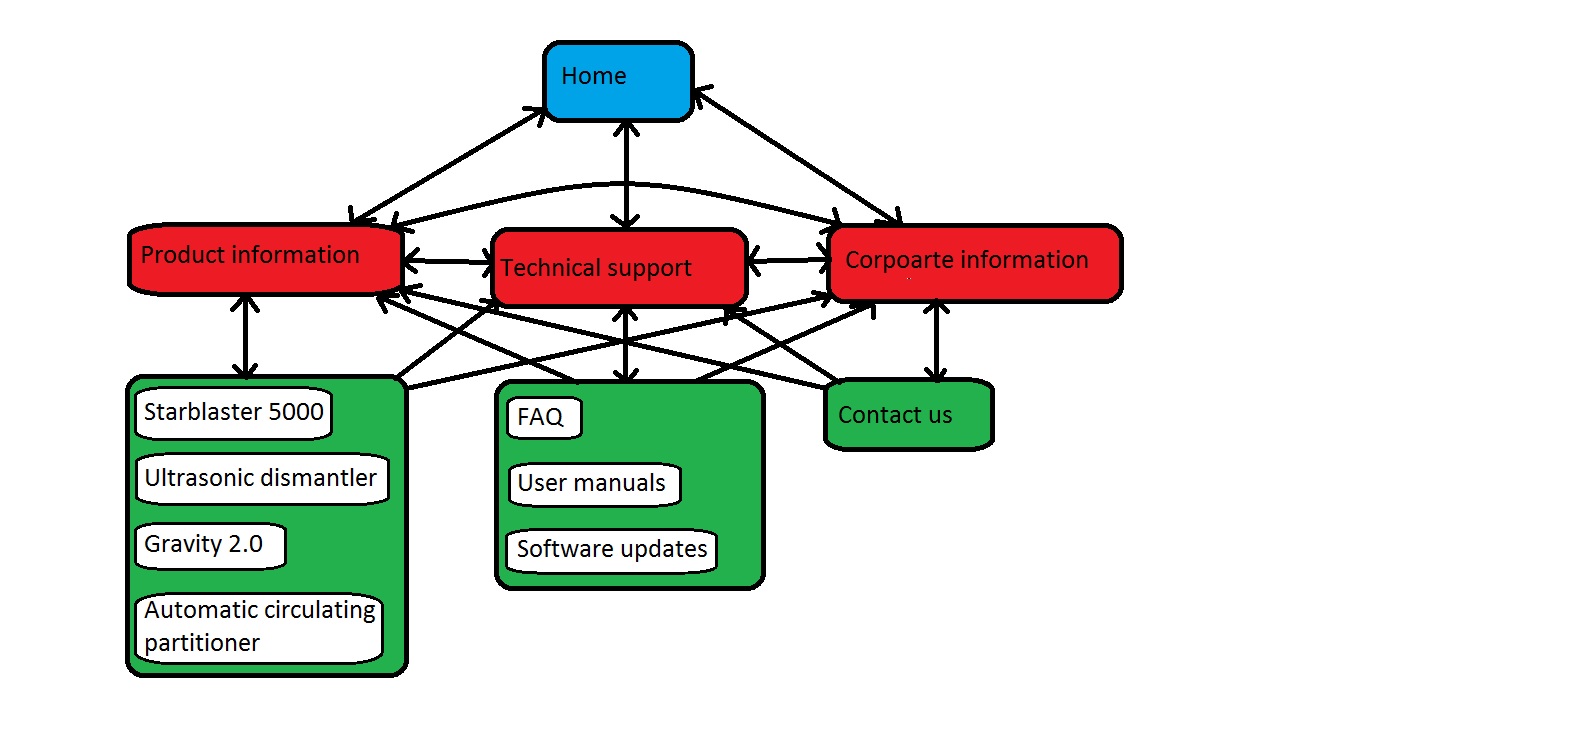 Home
Product information
Technical support
Corpoarte information
Starblaster 5000
Ultrasonic dismantler
Gravity 2.0
Automatic circulating
partitioner
FAQ
User manuals
Software updates
Contact us